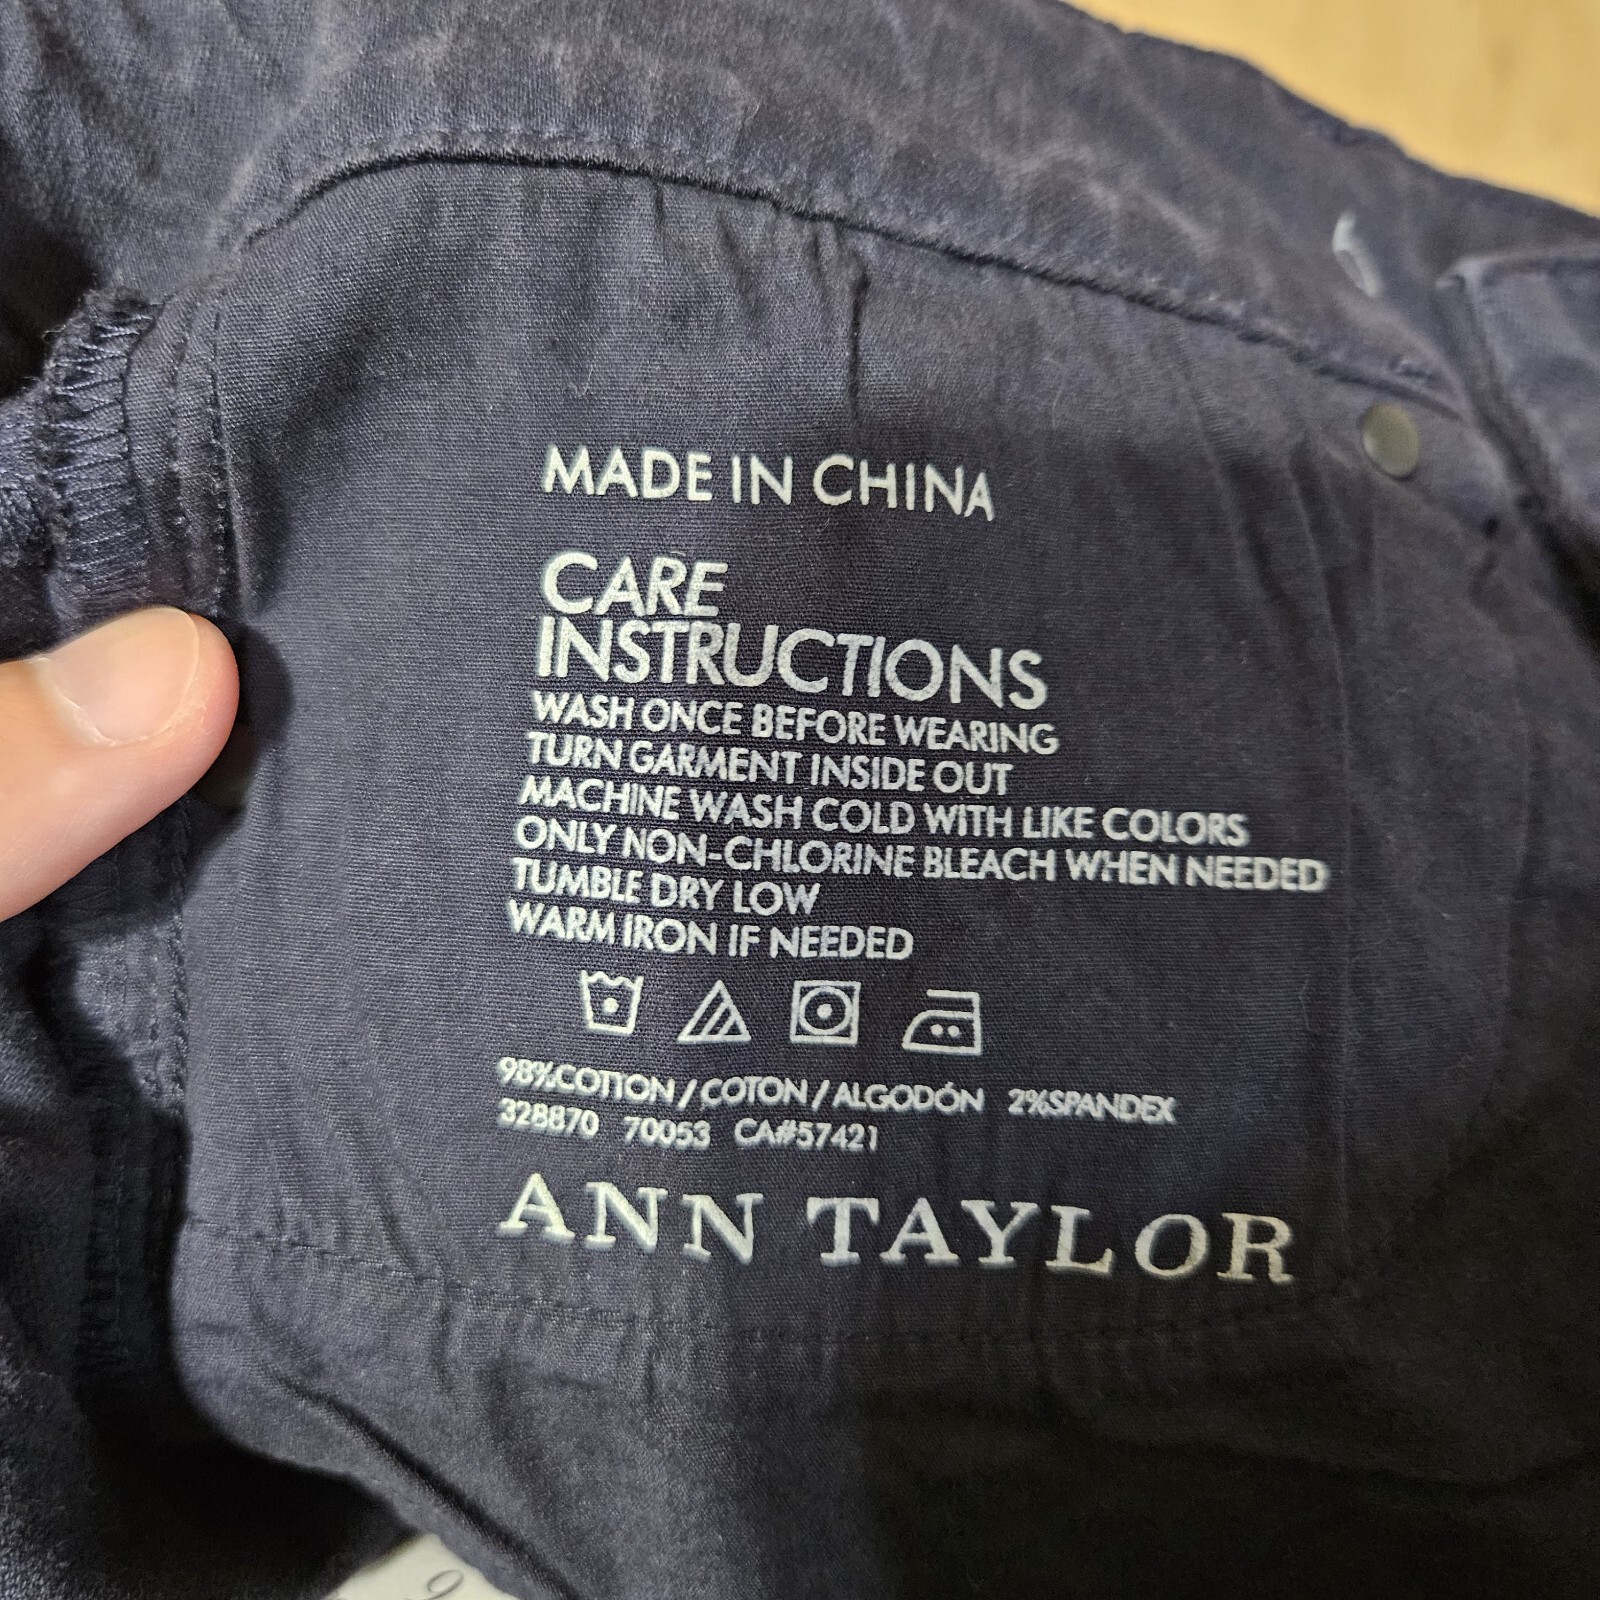 MADE IN CHINA
CARE
INSTRUCTIONS
WASH ONCE BEFORE WEARING
TURN GARMENT INSIDE OUT
MACHINE WASH COLD WITH LIKE COLORS
ONLY NON-CHLORINE BLEACH WHEN NEEDED
TUMBLE DRY LOW
WARM IRON IF NEEDED
98%COTTON/COTON/ALGODÓN 2%SPANDEX
328870 70053 CA#57421
ANN TAYLOR